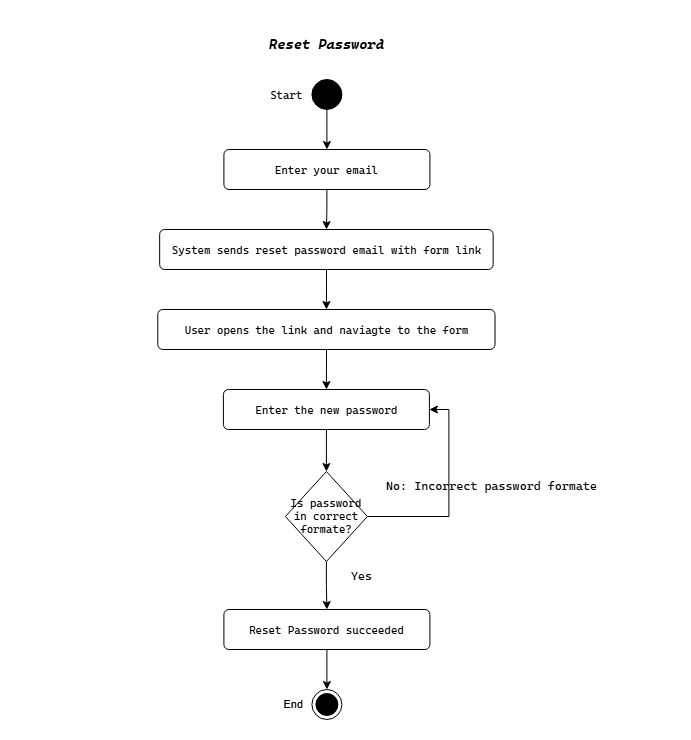 Reset Password
Start
Enter your email
System sends reset password email with form link
User opens the link and naviagte to the form
Enter the new password
No: Incorrect password formate
Is password
in correct
formate?
Yes
Reset Password succeeded
End